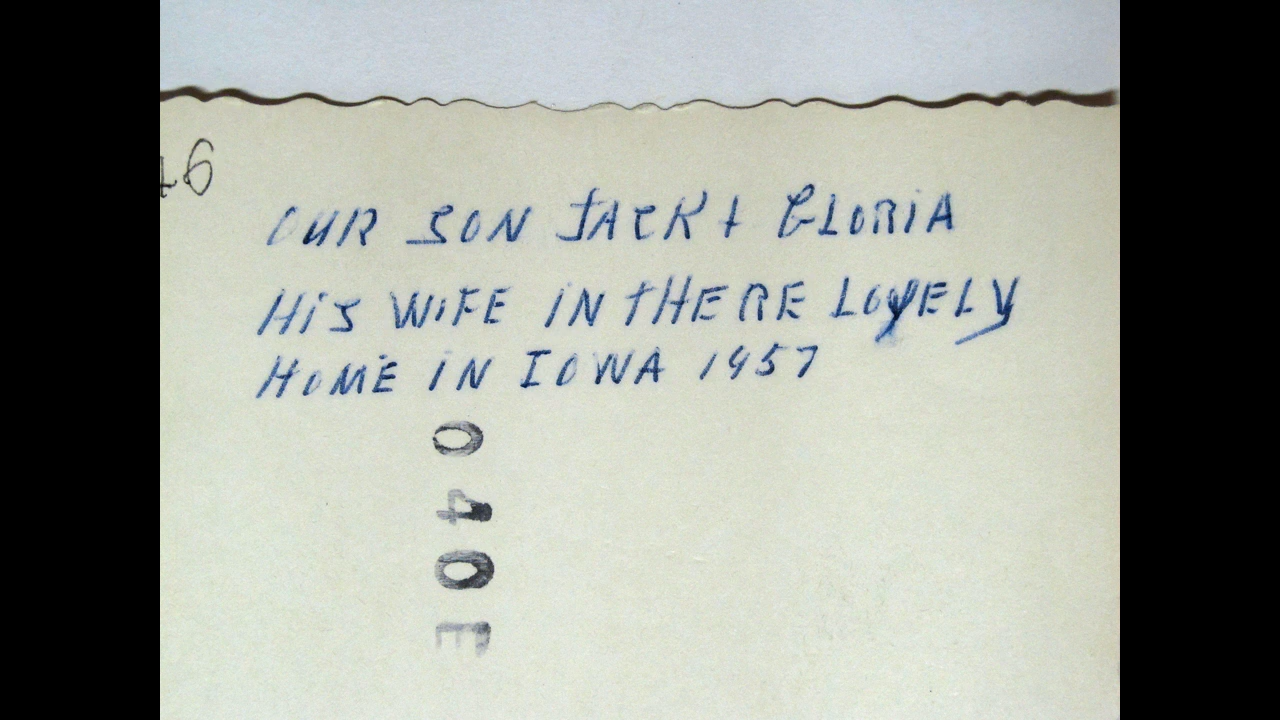 46
OUR SON JACK + GLORIA
HIS WIFE IN THERE LOVELY
HOME IN IOWA 1957
040E